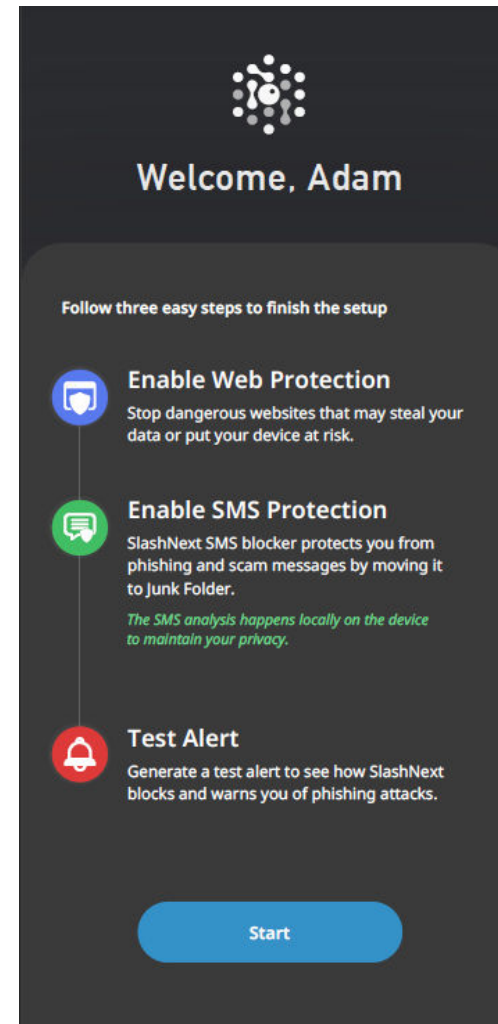 Welcome, Adam
Follow three easy steps to finish the setup
Enable Web Protection
Stop dangerous websites that may steal your
data or put your device at risk.
Enable SMS Protection
SlashNext SMS blocker protects you from
phishing and scam messages by moving it
to Junk Folder.
The SMS analysis happens locally on the device
to maintain your privacy.
Test Alert
Generate a test alert to see how SlashNext
blocks and warns you of phishing attacks.
Start